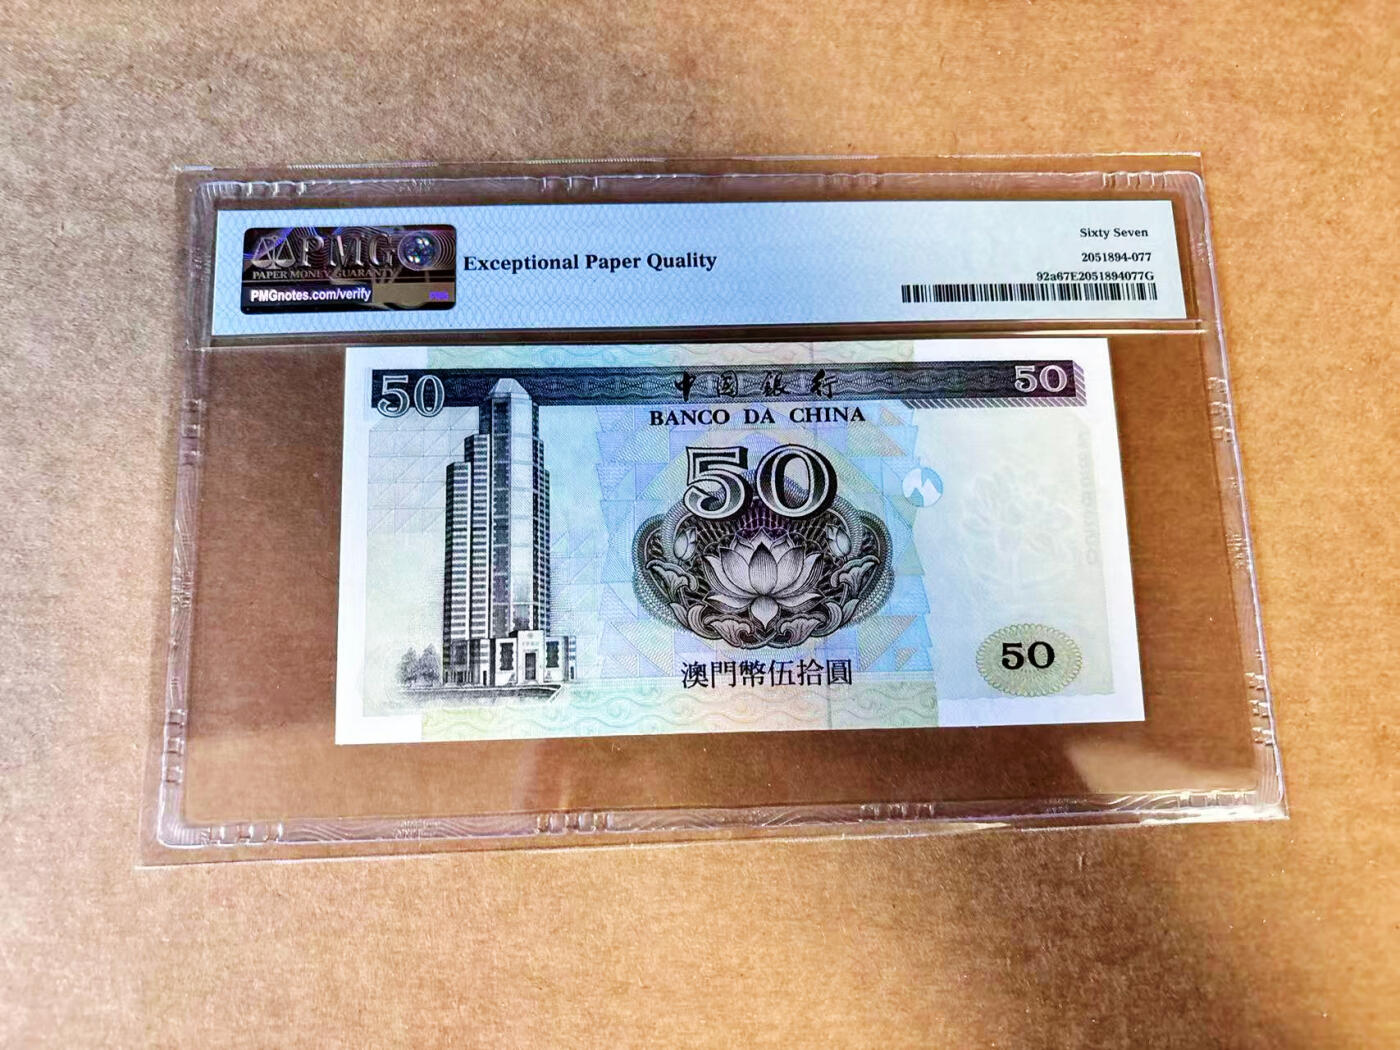 PMG
PAPER MONEY GUARANTY
PMGnotes.com/verify
Exceptional Paper Quality
Sixty Seven
2051894-077
92a67E2051894077G
50
中國銀行
50
BANCO DA CHINA
50
澳門幣伍拾圓
50